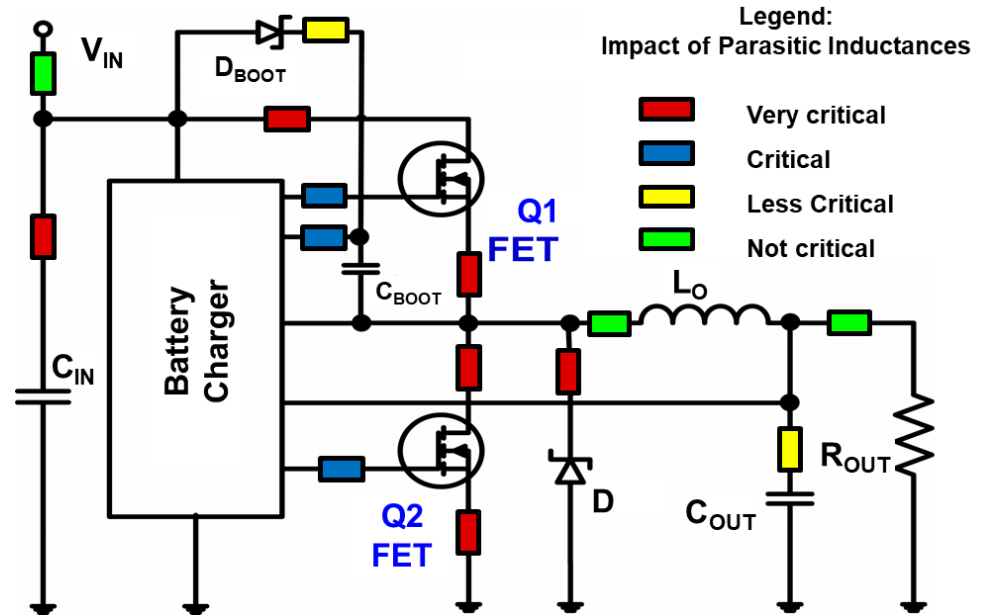 Legend:
Impact of Parasitic Inductances
Very critical
Critical
Less Critical
Not critical
VIN
DBOOT
Q1
FET
CBOOT
LO
Battery
Charger
CIN
Q2
FET
D
COUT
ROUT